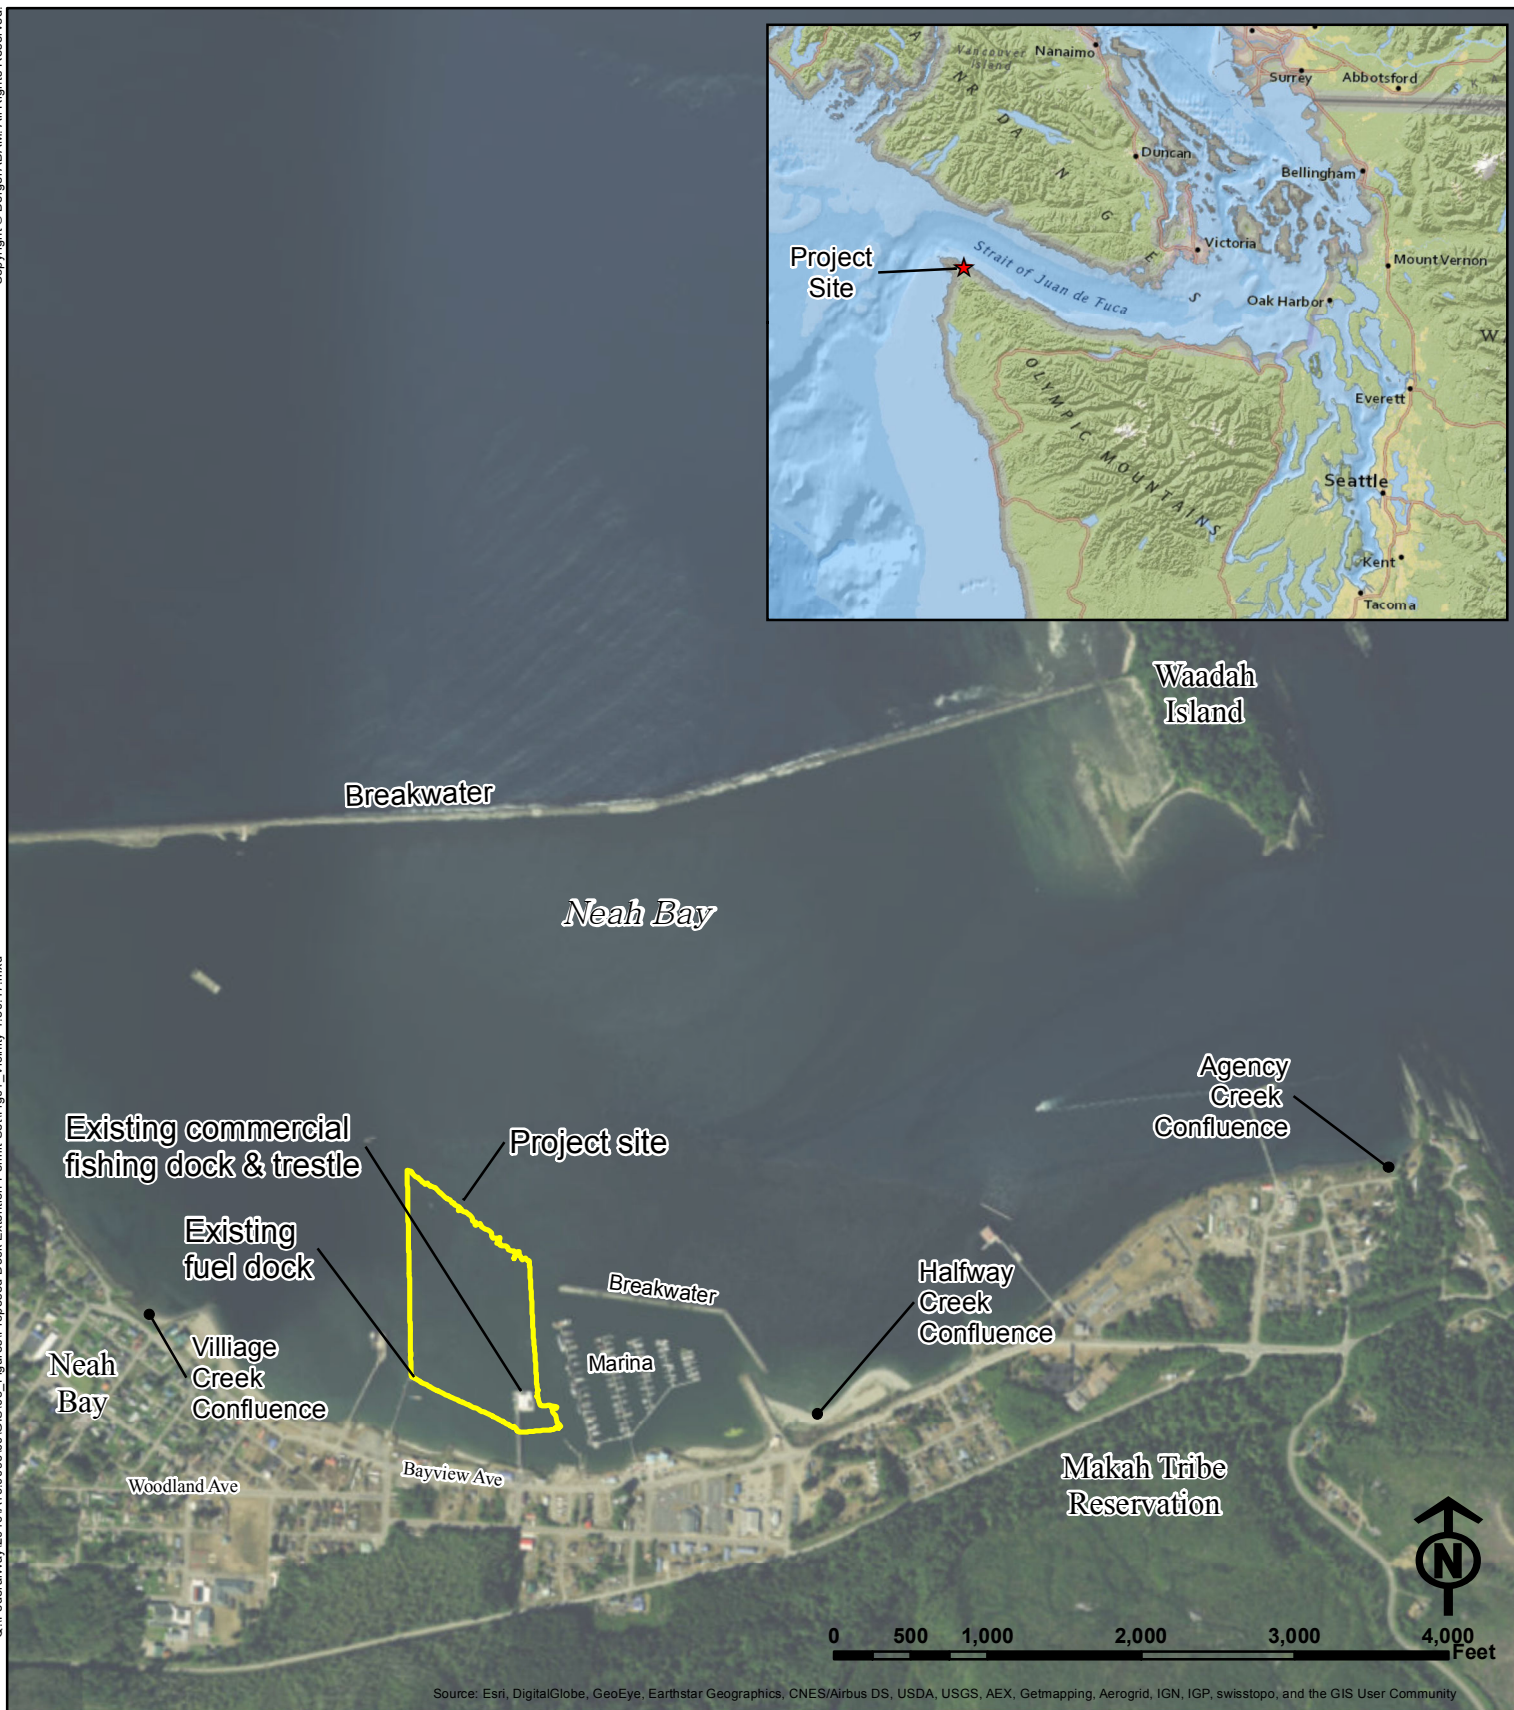 Vancouver
Island
Nanaimo
Surrey
Abbotsford
Duncan
Bellingham
Victoria
Mount Vernon
Strait of Juan de Fuca
Project
Site
Oak Harbor
W
Everett
OLYMPIC MOUNTAINS
Seattle
Kent
Tacoma
Waadah
Island
Breakwater
Neah Bay
Agency
Creek
Confluence
Existing commercial
fishing dock & trestle
Project site
Existing
fuel dock
Breakwater
Halfway
Creek
Confluence
Marina
Villiage
Creek
Confluence
Neah
Bay
Makah Tribe
Reservation
Bayview Ave
Woodland Ave
N
0 500 1,000 2,000 3,000 4,000
Feet
Source: Esri, DigitalGlobe, GeoEye, Earthstar Geographics, CNES/Airbus DS, USDA, USGS, AEX, Getmapping, Aerogrid, IGN, IGP, swisstopo, and the GIS User Community